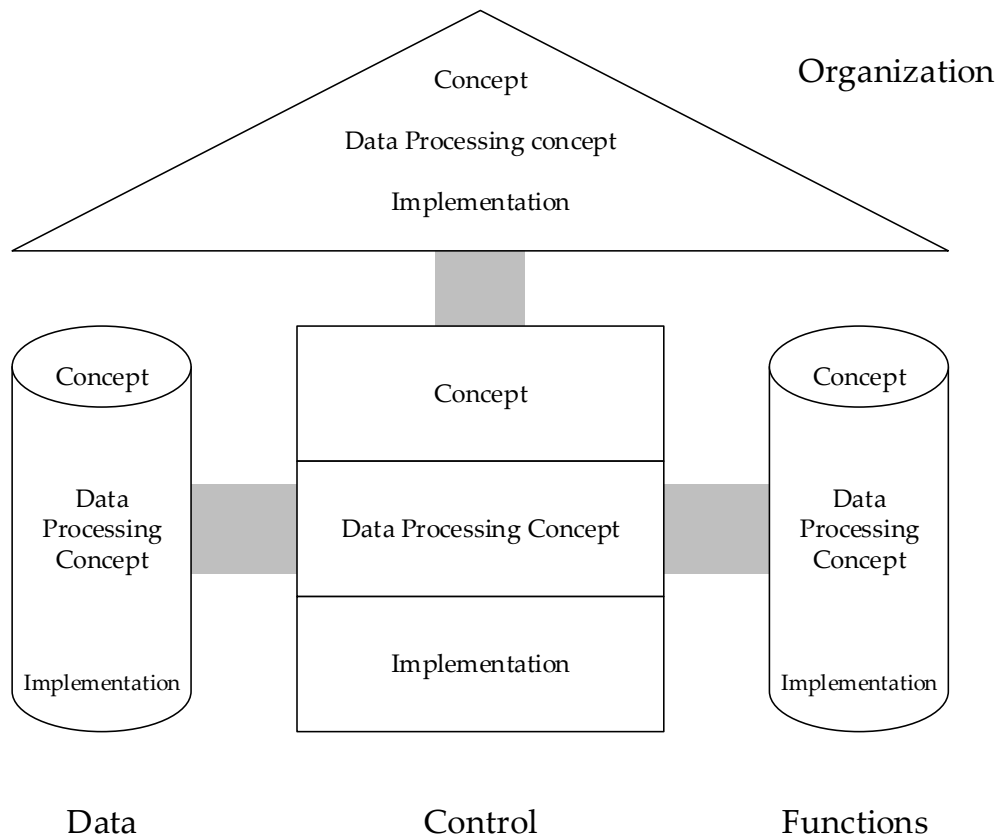 Organization
Concept
Data Processing concept
Implementation
Concept
Data
Processing
Concept
Implementation
Concept
Data Processing Concept
Implementation
Concept
Data
Processing
Concept
Implementation
Data
Control
Functions